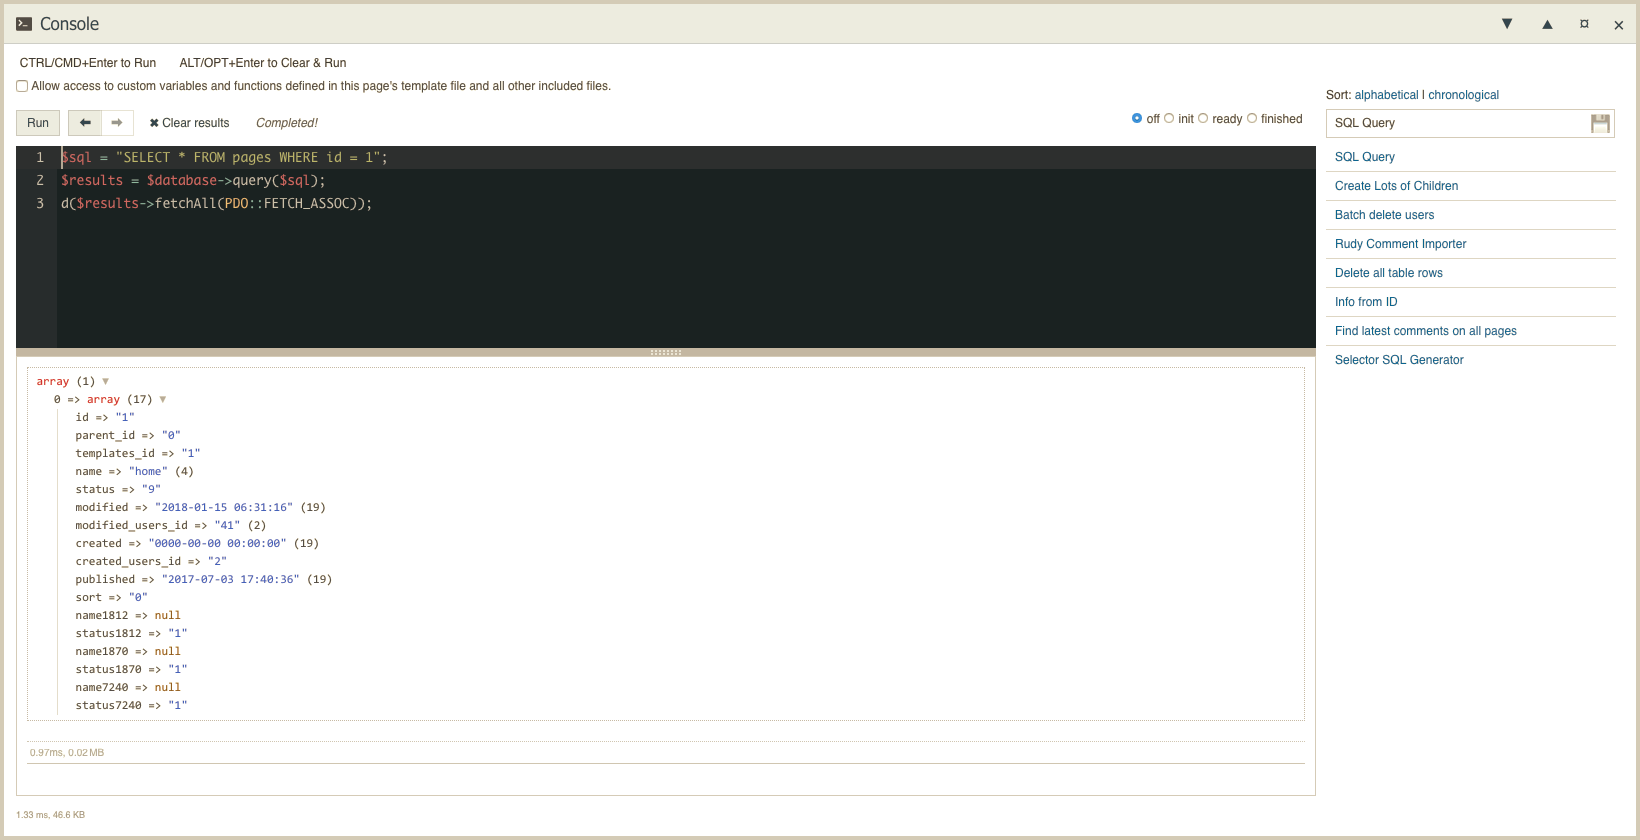 Console
CTRL/CMD+Enter to Run ALT/OPT+Enter to Clear & Run
Allow access to custom variables and functions defined in this page's template file and all other included files.
Run ✖ Clear results Completed!
off init ready finished
1 $sql = "SELECT * FROM pages WHERE id = 1";
2 $results = $database->query($sql);
3 d($results->fetchAll(PDO::FETCH_ASSOC));
array (1) ▼
0 => array (17) ▼
id => "1"
parent_id => "0"
templates_id => "1"
name => "home" (4)
status => "9"
modified => "2018-01-15 06:31:16" (19)
modified_users_id => "41" (2)
created => "0000-00-00 00:00:00" (19)
created_users_id => "2"
published => "2017-07-03 17:40:36" (19)
sort => "0"
name1812 => null
status1812 => "1"
name1870 => null
status1870 => "1"
name7240 => null
status7240 => "1"
0.97ms, 0.02 MB
1.33 ms, 46.6 KB
Sort: alphabetical | chronological
SQL Query
SQL Query
Create Lots of Children
Batch delete users
Rudy Comment Importer
Delete all table rows
Info from ID
Find latest comments on all pages
Selector SQL Generator